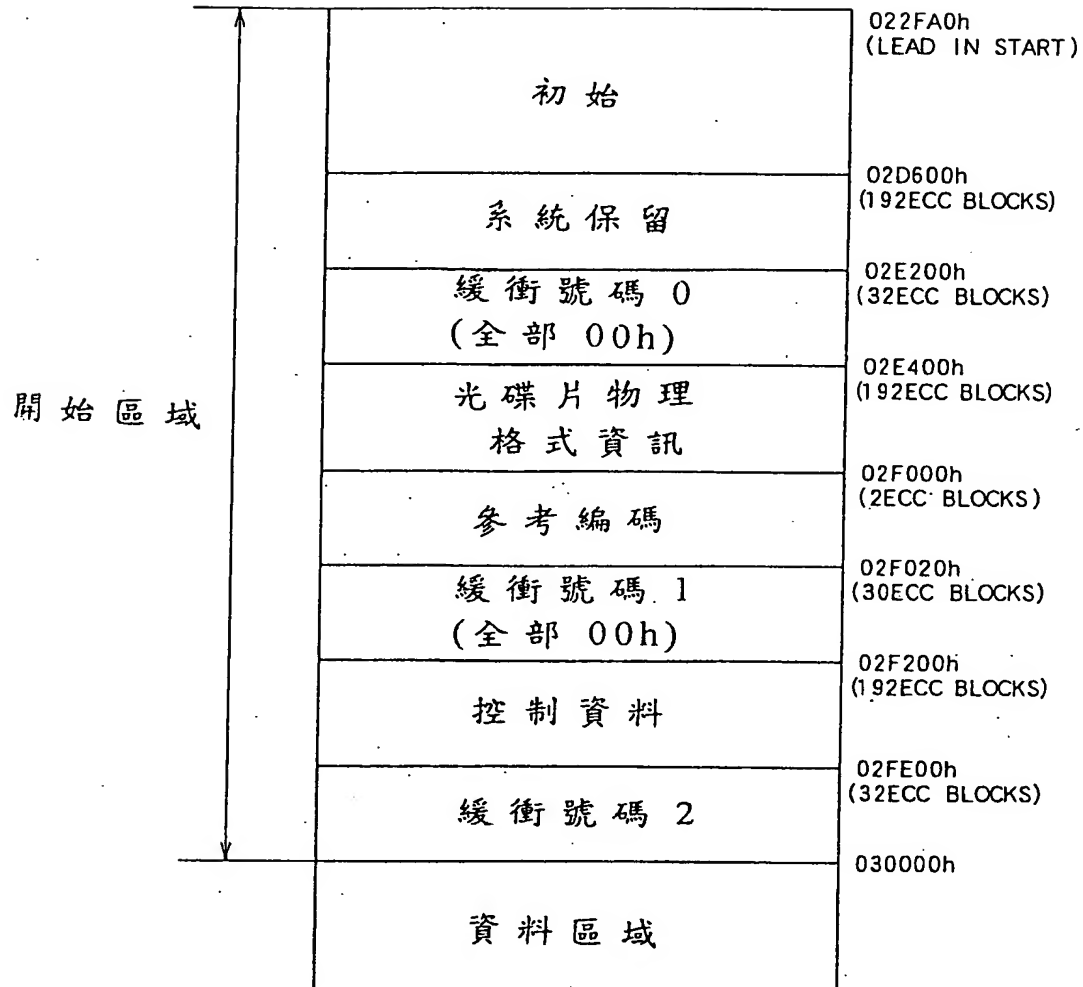 022FA0h
(LEAD IN START)
初始
02D600h
(192ECC BLOCKS)
系統保留
02E200h
(32ECC BLOCKS)
緩衝號碼 0
(全部 00h)
02E400h
(192ECC BLOCKS)
光碟片物理
格式資訊
開始區域
02F000h
(2ECC BLOCKS)
參考編碼
02F020h
(30ECC BLOCKS)
緩衝號碼 1
(全部 00h)
02F200h
(192ECC BLOCKS)
控制資料
02FE00h
(32ECC BLOCKS)
緩衝號碼 2
030000h
資料區域